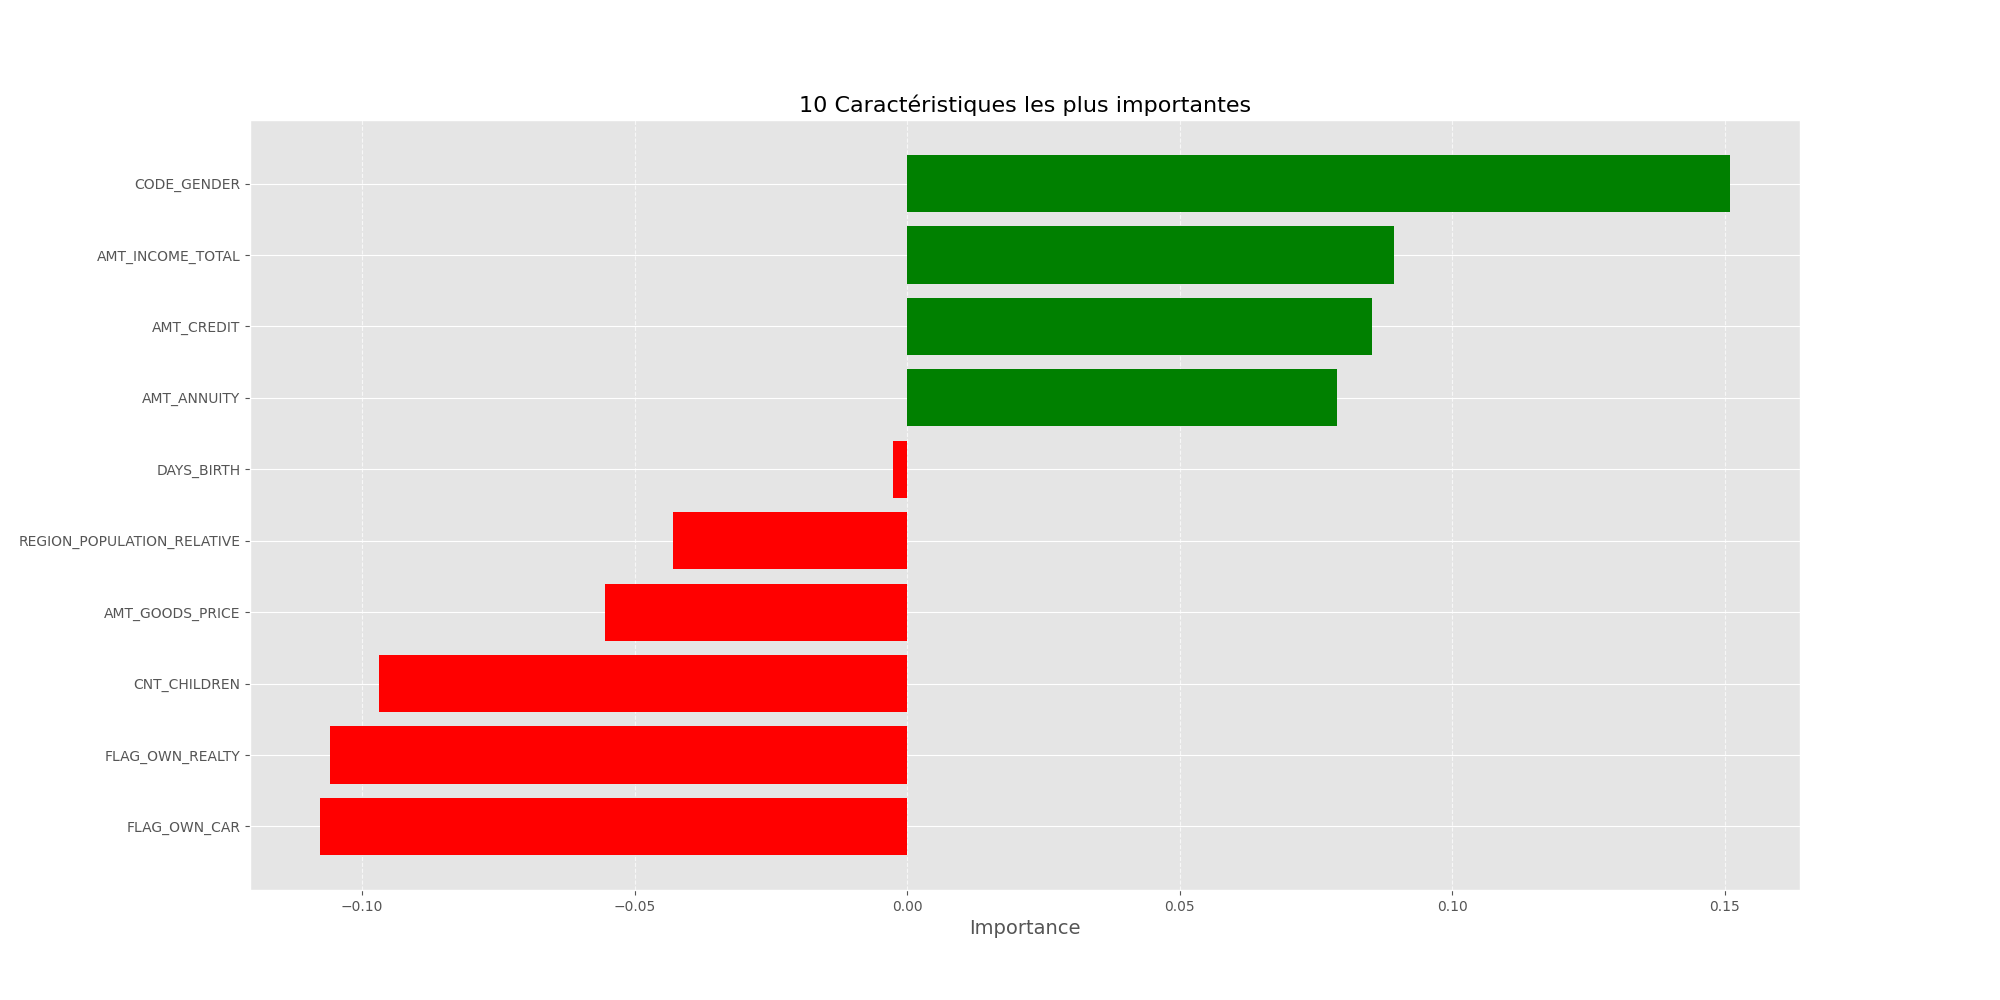 10 Caractéristiques les plus importantes
CODE_GENDER
AMT_INCOME_TOTAL
AMT_CREDIT
AMT_ANNUITY
DAYS_BIRTH
REGION_POPULATION_RELATIVE
AMT_GOODS_PRICE
CNT_CHILDREN
FLAG_OWN_REALTY
FLAG_OWN_CAR
−0.10 −0.05 0.00 0.05 0.10 0.15
Importance